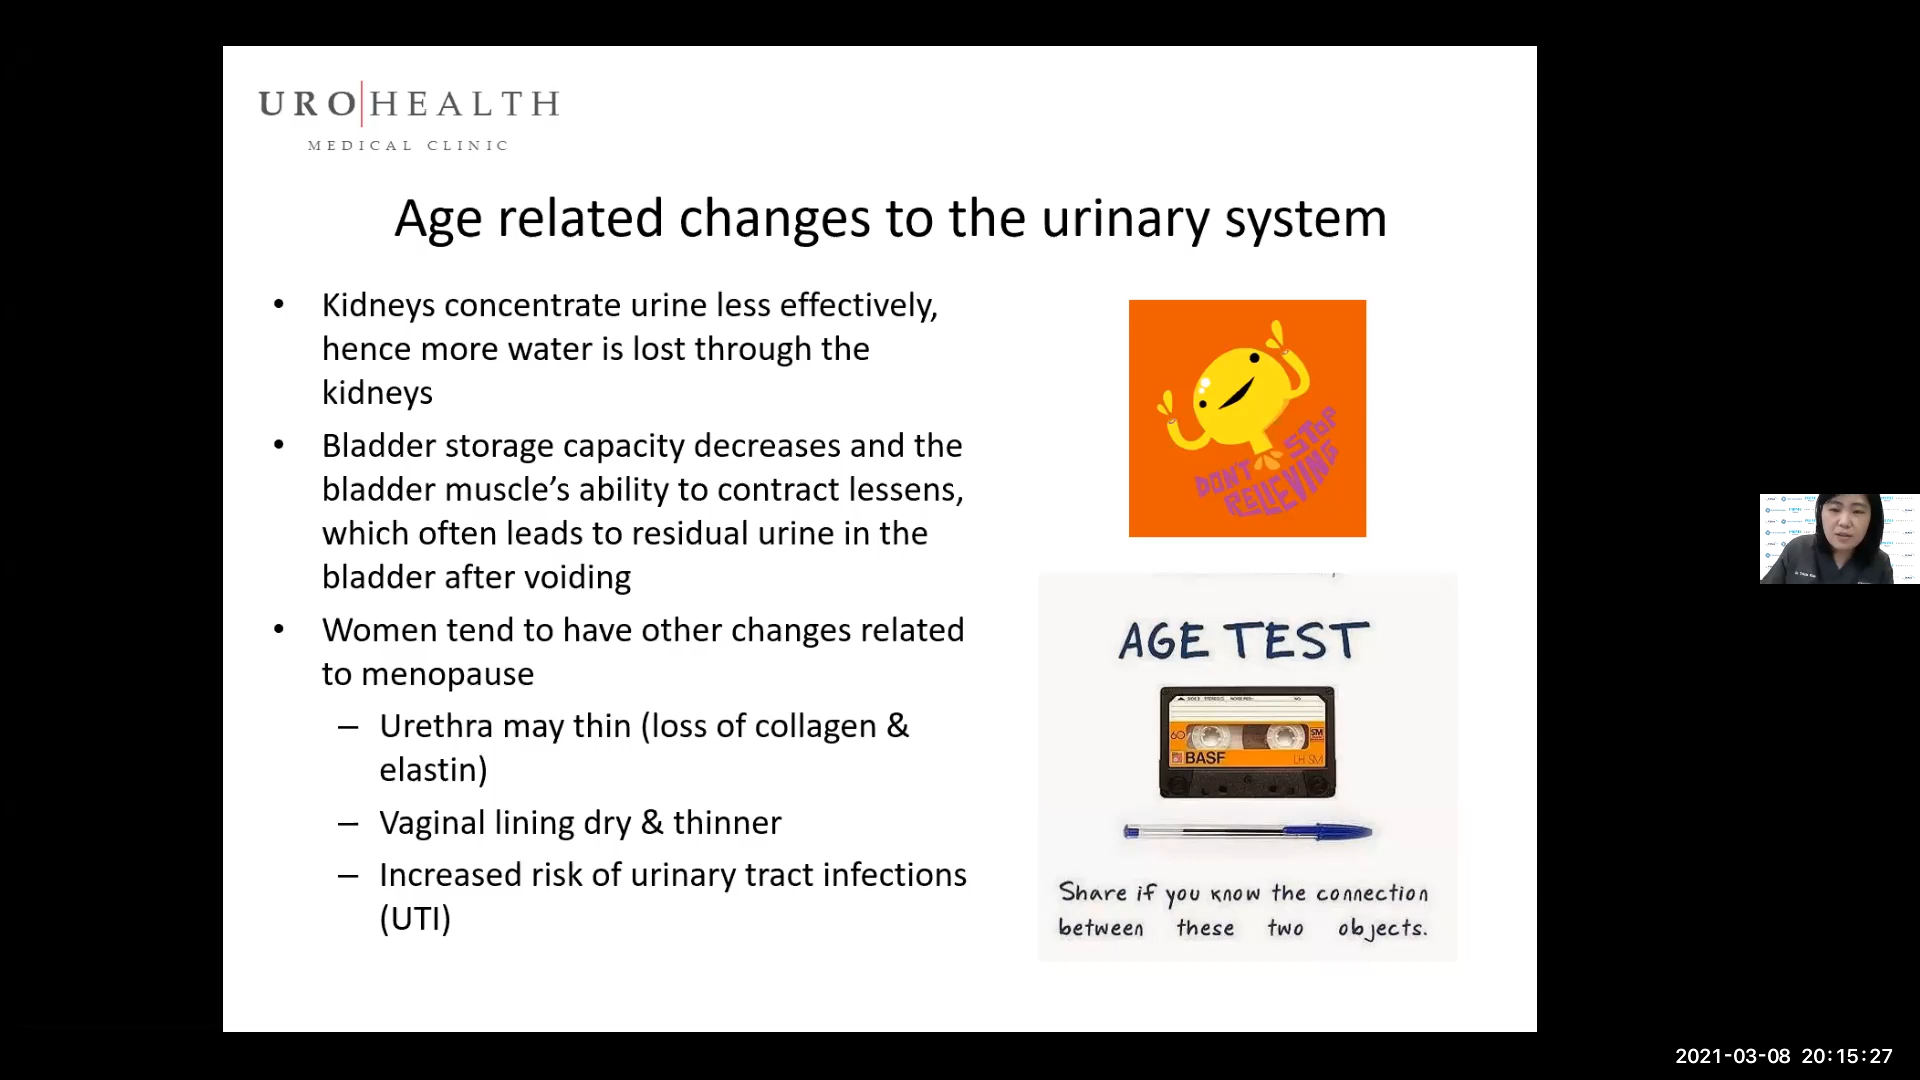 URO|HEALTH
MEDICAL CLINIC
Age related changes to the urinary system
• Kidneys concentrate urine less effectively,
hence more water is lost through the
kidneys
• Bladder storage capacity decreases and the
bladder muscle’s ability to contract lessens,
which often leads to residual urine in the
bladder after voiding
• Women tend to have other changes related
to menopause
– Urethra may thin (loss of collagen &
elastin)
– Vaginal lining dry & thinner
– Increased risk of urinary tract infections
(UTI)
DON'T STOP
RELIEVING
AGE TEST
60
SM
BASF
LH SM
Share if you know the connection
between these two objects.
2021-03-08 20:15:27